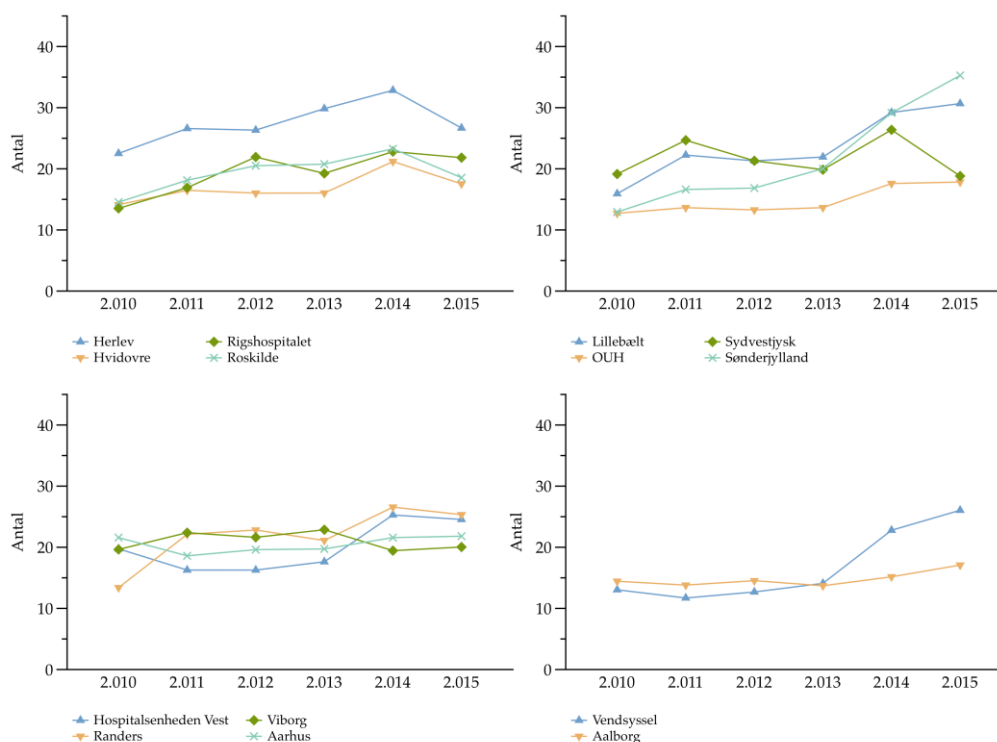 Antal
40
30
20
10
0
2.010 2.011 2.012 2.013 2.014 2.015
Herlev Rigshospitalet
Hvidovre Roskilde
Antal
40
30
20
10
0
2.010 2.011 2.012 2.013 2.014 2.015
Lillebælt Sydvestjysk
OUH Sønderjylland
Antal
40
30
20
10
0
2.010 2.011 2.012 2.013 2.014 2.015
Hospitalsenheden Vest Viborg
Randers Aarhus
Antal
40
30
20
10
0
2.010 2.011 2.012 2.013 2.014 2.015
Vendsyssel
Aalborg